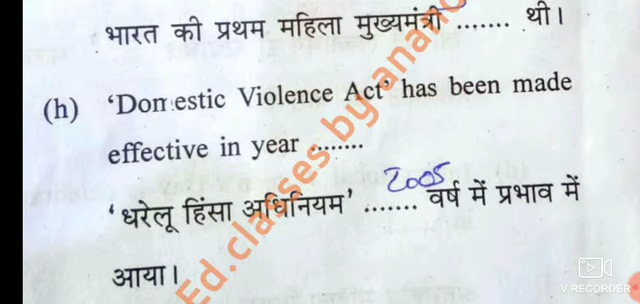 भारत की प्रथम महिला मुख्यमंत्री ....... थी।
(h) 'Domestic Violence Act' has been made
effective in year ........
2005
'घरेलू हिंसा अधिनियम' ....... वर्ष में प्रभाव में
आया।
Ed.classes by anand
V RECORDER